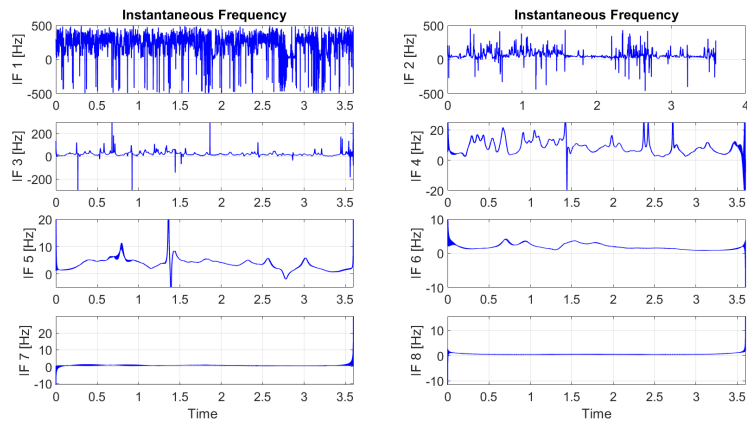 Instantaneous Frequency
IF 1 [Hz]
500
0
-500
0 0.5 1 1.5 2 2.5 3 3.5
Instantaneous Frequency
IF 2 [Hz]
500
0
500
0 1 2 3 4
IF 3 [Hz]
200
0
-200
0 0.5 1 1.5 2 2.5 3 3.5
IF 4 [Hz]
20
0
-20
0 0.5 1 1.5 2 2.5 3 3.5
IF 5 [Hz]
20
10
0
0 0.5 1 1.5 2 2.5 3 3.5
IF 6 [Hz]
10
0
-10
0 0.5 1 1.5 2 2.5 3 3.5
IF 7 [Hz]
20
10
0
-10
0 0.5 1 1.5 2 2.5 3 3.5
Time
IF 8 [Hz]
10
0
-10
0 0.5 1 1.5 2 2.5 3 3.5
Time